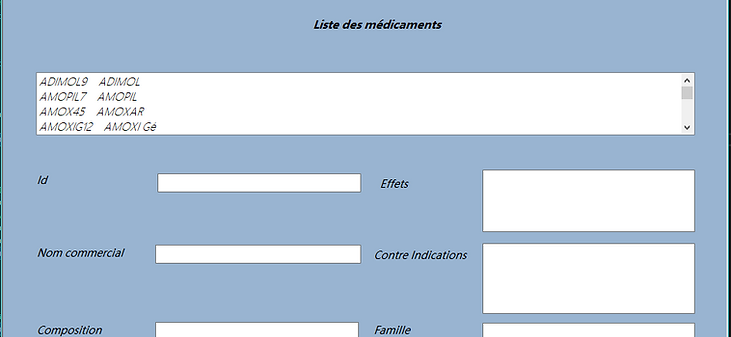 Liste des médicaments
ADIMOL9 ADIMOL
AMOPIL7 AMOPIL
AMOX45 AMOXAR
AMOXIG12 AMOXI Gé
Id
Effets
Nom commercial
Contre Indications
Composition
Famille